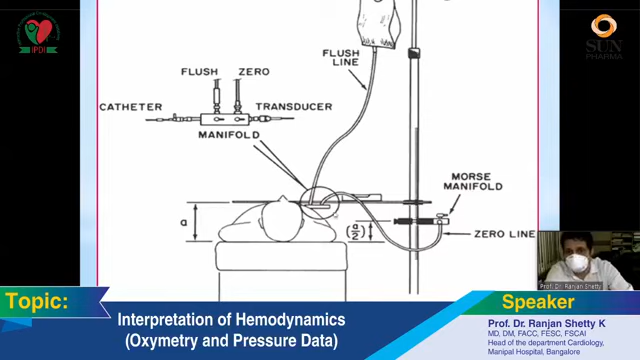 IPDI
SUN
PHARMA
FLUSH
LINE
FLUSH ZERO
CATHETER
TRANSDUCER
MANIFOLD
MORSE
MANIFOLD
a
(a/2)
ZERO LINE
Prof. Dr. Ranjan Shetty
Topic:
Interpretation of Hemodynamics
(Oxymetry and Pressure Data)
Speaker
Prof. Dr. Ranjan Shetty K
MD, DM, FACC, FESC, FSCAI
Head of the department Cardiology,
Manipal Hospital, Bangalore